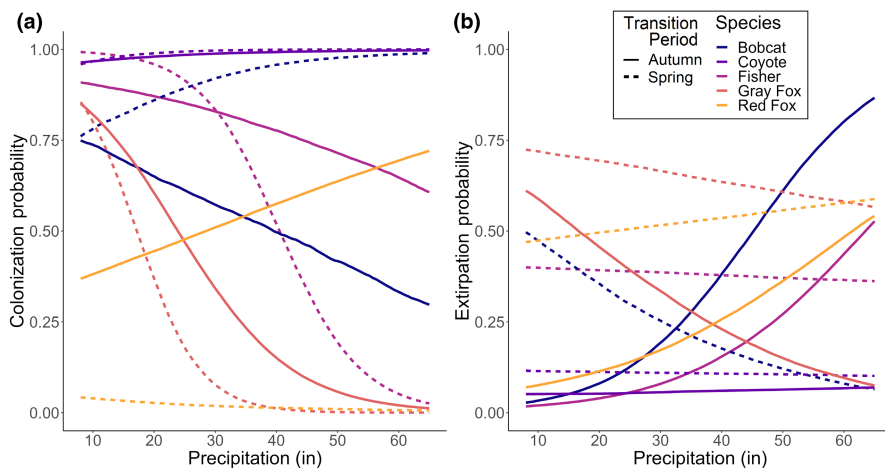 (a)
Colonization probability
1.00
0.75
0.50
0.25
0.00
10 20 30 40 50 60
Precipitation (in)
(b)
Extirpation probability
1.00
0.75
0.50
0.25
0.00
10 20 30 40 50 60
Precipitation (in)
Transition
Period
Autumn
Spring
Species
Bobcat
Coyote
Fisher
Gray Fox
Red Fox